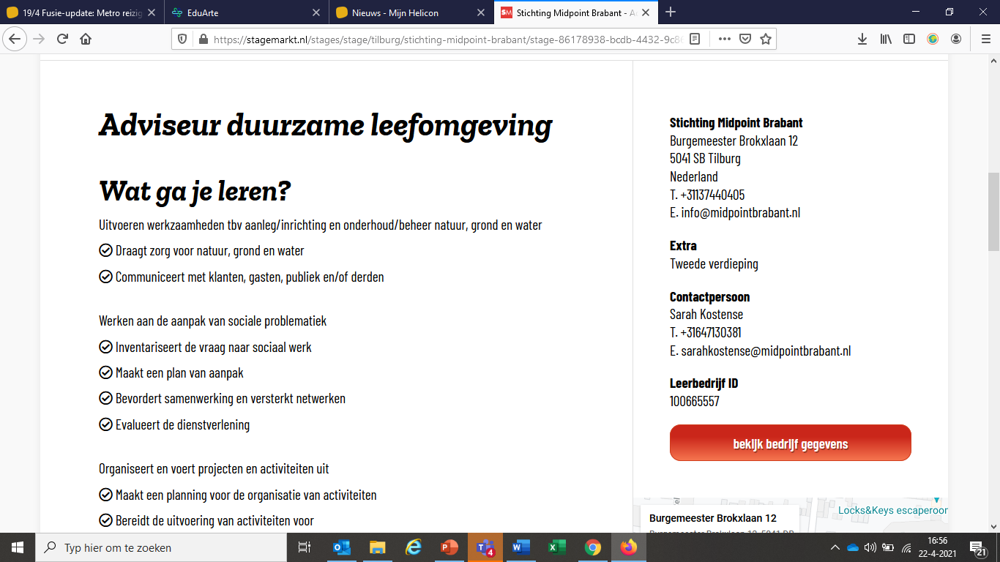 19/4 Fusie-update: Metro reizig
EduArte
Nieuws - Mijn Helicon
Stichting Midpoint Brabant - A
https://stagemarkt.nl/stages/stage/tilburg/stichting-midpoint-brabant/stage-86178938-bcdb-4432-9c8
Adviseur duurzame leefomgeving
Wat ga je leren?
Uitvoeren werkzaamheden tbv aanleg/inrichting en onderhoud/beheer natuur, grond en water
Draagt zorg voor natuur, grond en water
Communiceert met klanten, gasten, publiek en/of derden
Werken aan de aanpak van sociale problematiek
Inventariseert de vraag naar sociaal werk
Maakt een plan van aanpak
Bevordert samenwerking en versterkt netwerken
Evalueert de dienstverlening
Organiseert en voert projecten en activiteiten uit
Maakt een planning voor de organisatie van activiteiten
Bereidt de uitvoering van activiteiten voor
Stichting Midpoint Brabant
Burgemeester Brokxlaan 12
5041 SB Tilburg
Nederland
T. +31137440405
E. info@midpointbrabant.nl
Extra
Tweede verdieping
Contactpersoon
Sarah Kostense
T. +31647130381
E. sarahkostense@midpointbrabant.nl
Leerbedrijf ID
100665557
bekijk bedrijf gegevens
Locks&Keys escaperoor
Burgemeester Brokxlaan 12
Typ hier om te zoeken
4
16:56
22-4-2021
21